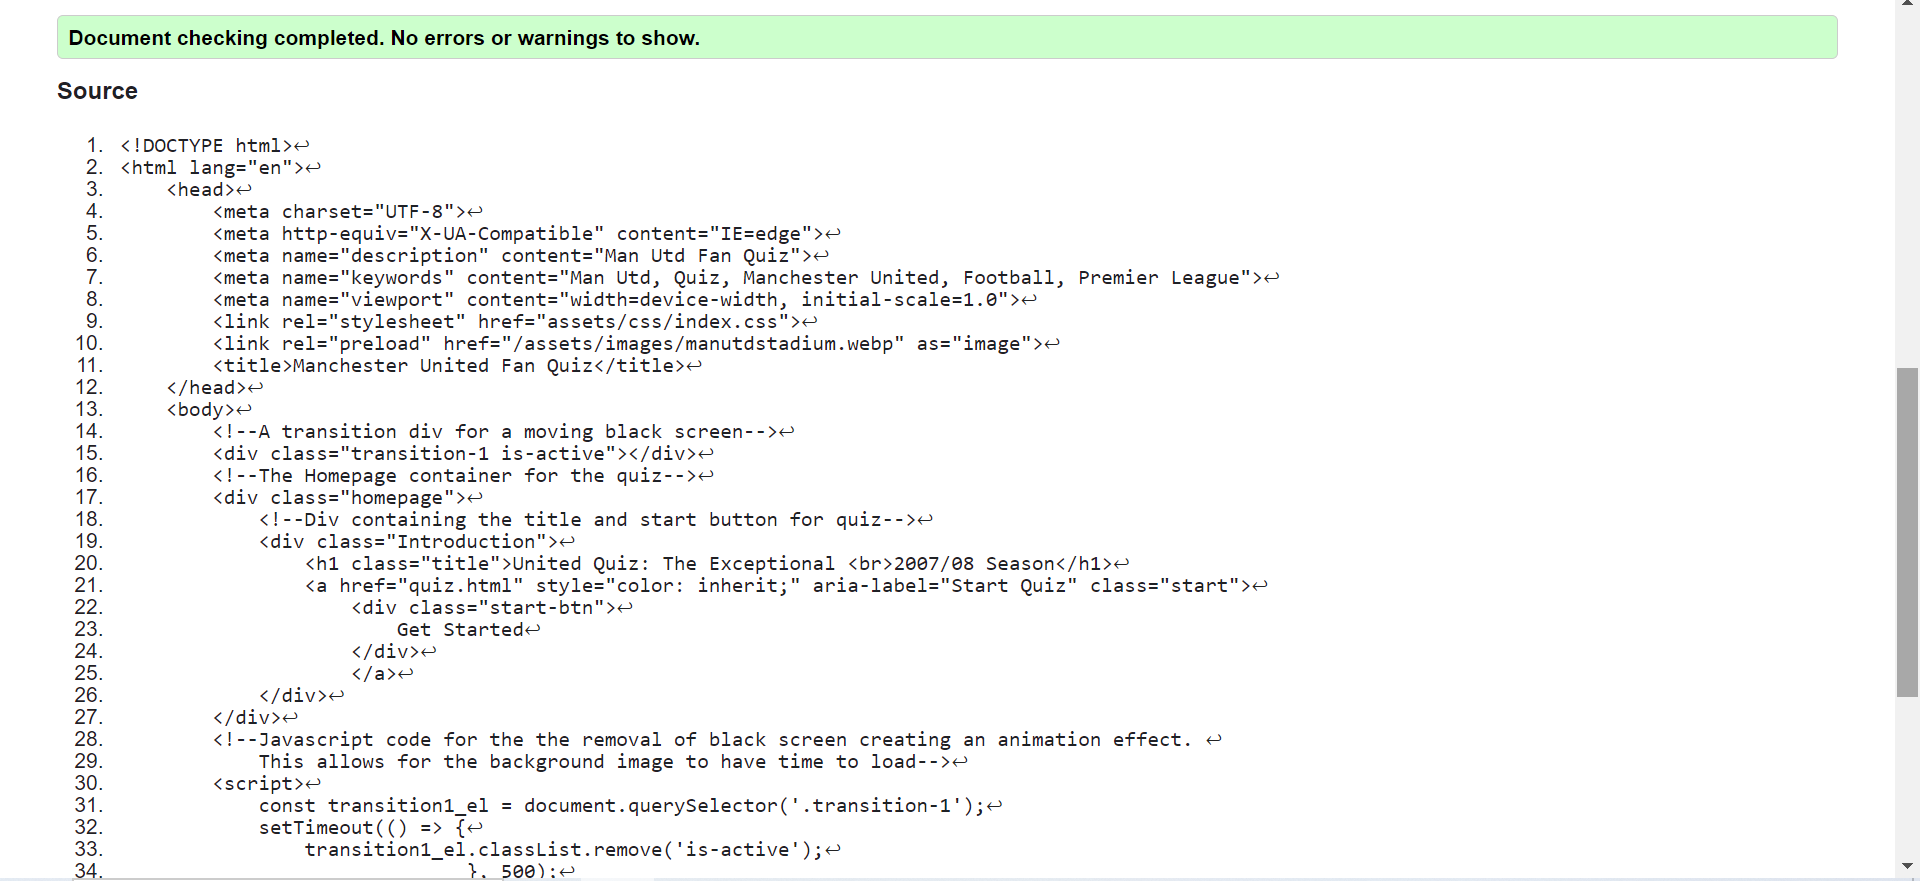 Document checking completed. No errors or warnings to show.
Source
1. <!DOCTYPE html>↩
2. <html lang="en">↩
3.     <head>↩
4.         <meta charset="UTF-8">↩
5.         <meta http-equiv="X-UA-Compatible" content="IE=edge">↩
6.         <meta name="description" content="Man Utd Fan Quiz">↩
7.         <meta name="keywords" content="Man Utd, Quiz, Manchester United, Football, Premier League">↩
8.         <meta name="viewport" content="width=device-width, initial-scale=1.0">↩
9.         <link rel="stylesheet" href="assets/css/index.css">↩
10.         <link rel="preload" href="/assets/images/manutdstadium.webp" as="image">↩
11.         <title>Manchester United Fan Quiz</title>↩
12.     </head>↩
13.     <body>↩
14.         <!--A transition div for a moving black screen-->↩
15.         <div class="transition-1 is-active"></div>↩
16.         <!--The Homepage container for the quiz-->↩
17.         <div class="homepage">↩
18.             <!--Div containing the title and start button for quiz-->↩
19.             <div class="Introduction">↩
20.                 <h1 class="title">United Quiz: The Exceptional <br>2007/08 Season</h1>↩
21.                 <a href="quiz.html" style="color: inherit;" aria-label="Start Quiz" class="start">↩
22.                     <div class="start-btn">↩
23.                         Get Started↩
24.                     </div>↩
25.                     </a>↩
26.             </div>↩
27.         </div>↩
28.         <!--Javascript code for the the removal of black screen creating an animation effect. ↩
29.             This allows for the background image to have time to load-->↩
30.         <script>↩
31.             const transition1_el = document.querySelector('.transition-1');↩
32.             setTimeout(() => {↩
33.                 transition1_el.classList.remove('is-active');↩
34.                               }, 500);↩